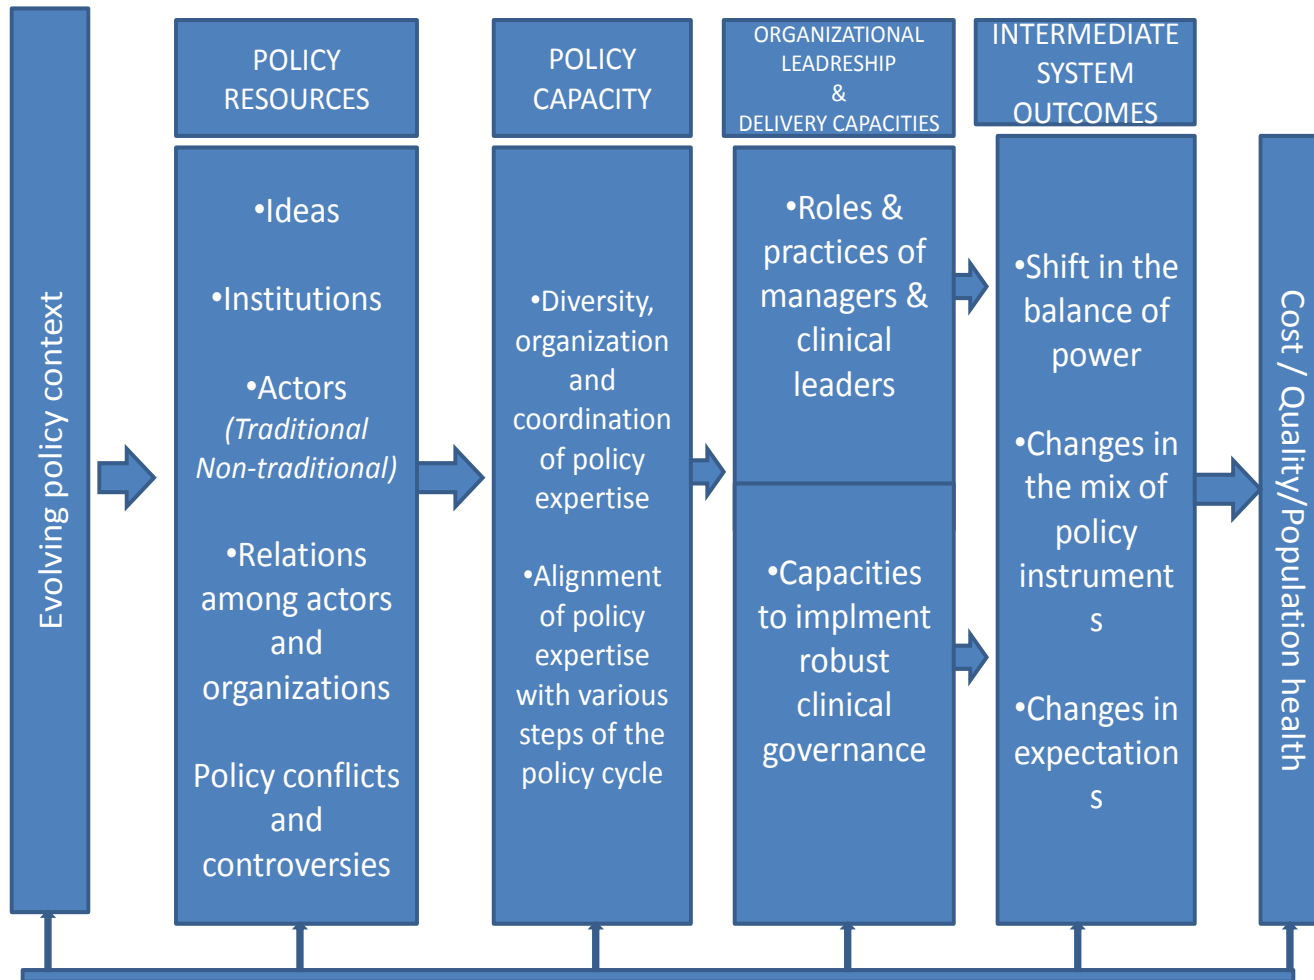 Evolving policy context
POLICY
RESOURCES
•Ideas
•Institutions
•Actors
(Traditional
Non-traditional)
•Relations
among actors
and
organizations
Policy conflicts
and
controversies
POLICY
CAPACITY
•Diversity,
organization
and
coordination
of policy
expertise
•Alignment
of policy
expertise
with various
steps of the
policy cycle
ORGANIZATIONAL
LEADRESHIP
&
DELIVERY CAPACITIES
•Roles &
practices of
managers &
clinical
leaders
•Capacities
to implment
robust
clinical
governance
INTERMEDIATE
SYSTEM
OUTCOMES
•Shift in the
balance of
power
•Changes in
the mix of
policy
instrument
s
•Changes in
expectation
s
Cost / Quality/Population health